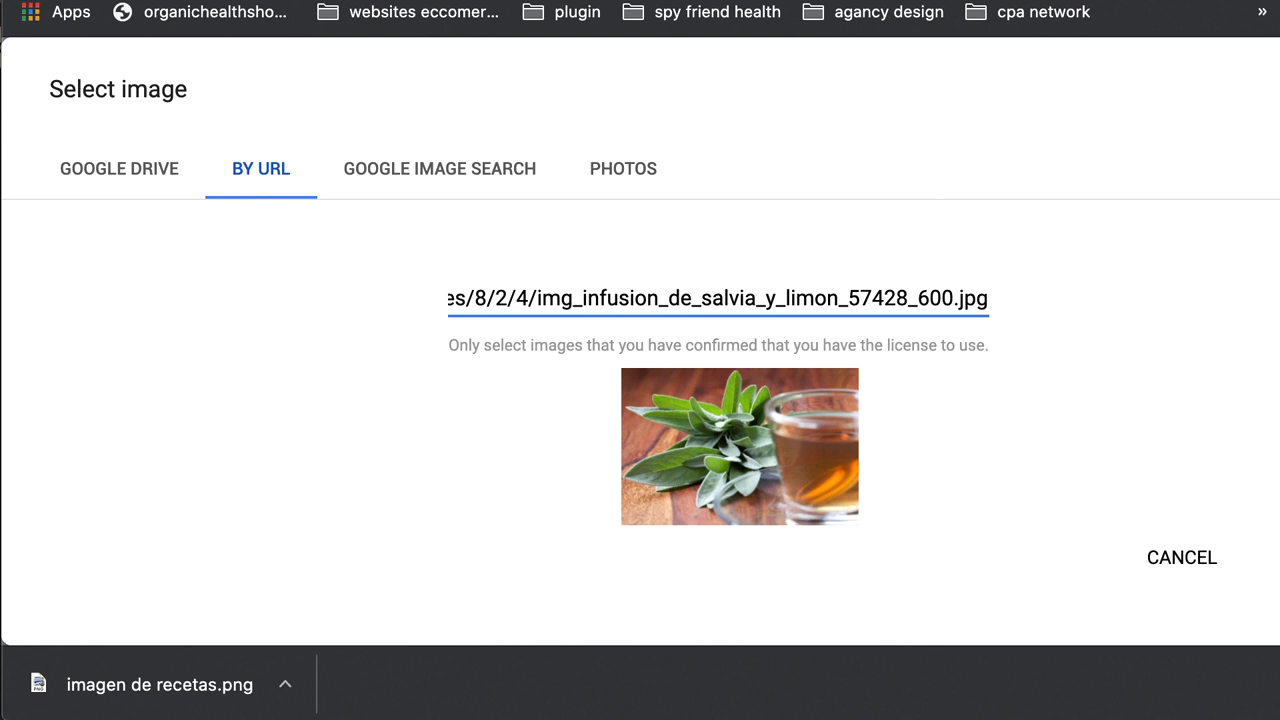 Apps organichealthsho... websites eccomer... plugin spy friend health agancy design cpa network »
Select image
GOOGLE DRIVE BY URL GOOGLE IMAGE SEARCH PHOTOS
es/8/2/4/img_infusion_de_salvia_y_limon_57428_600.jpg
Only select images that you have confirmed that you have the license to use.
CANCEL
imagen de recetas.png